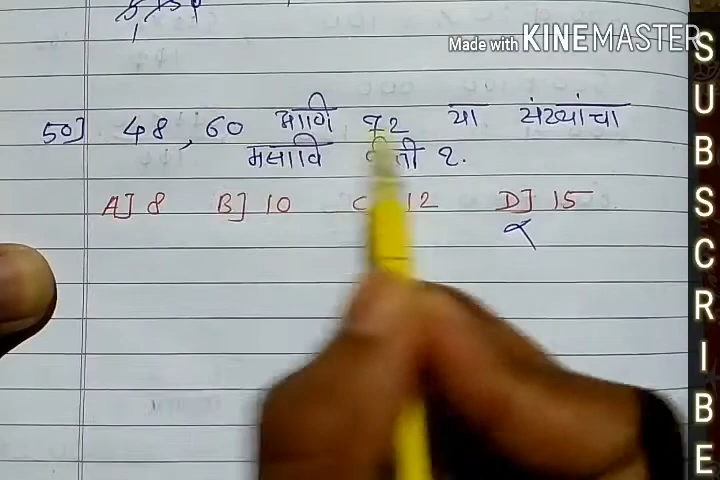 Made with KINEMASTER
50] 48, 60 आणि 72 या संख्यांचा
मसावि किती ?.
A] 8 B] 10 C] 12 D] 15
SUBSCRIBE